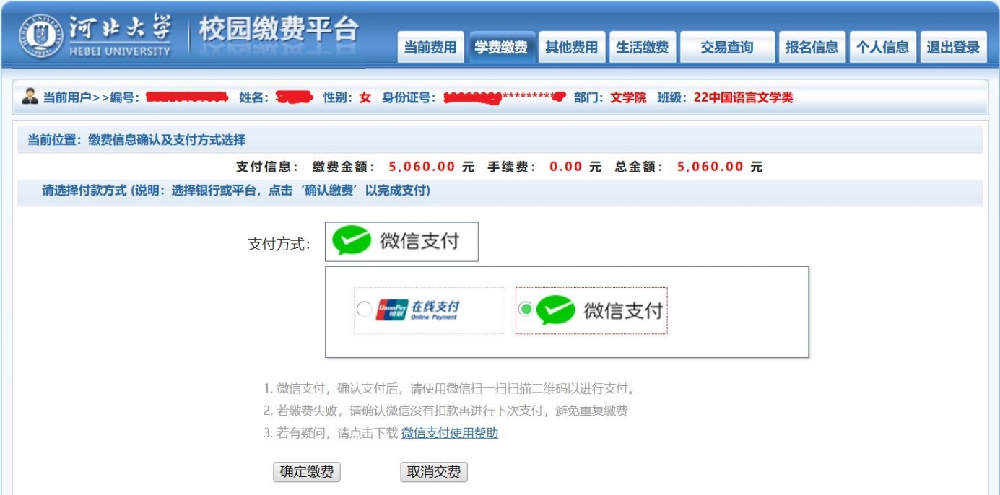 河北大学
HEBEI UNIVERSITY
校园缴费平台
当前费用 学费缴费 其他费用 生活缴费 交易查询 报名信息 个人信息 退出登录
当前用户>>编号： 姓名： 性别：女 身份证号： ********* 部门：文学院 班级：22中国语言文学类
当前位置：缴费信息确认及支付方式选择
支付信息： 缴费金额： 5,060.00 元 手续费： 0.00 元 总金额： 5,060.00 元
请选择付款方式 (说明：选择银行或平台，点击‘确认缴费’以完成支付)
支付方式： 微信支付
UnionPay 银联 在线支付 Online Payment 微信支付
1. 微信支付，确认支付后，请使用微信扫一扫扫描二维码以进行支付。
2. 若缴费失败，请确认微信没有扣款再进行下次支付，避免重复缴费
3. 若有疑问，请点击下载 微信支付使用帮助
确定缴费 取消交费